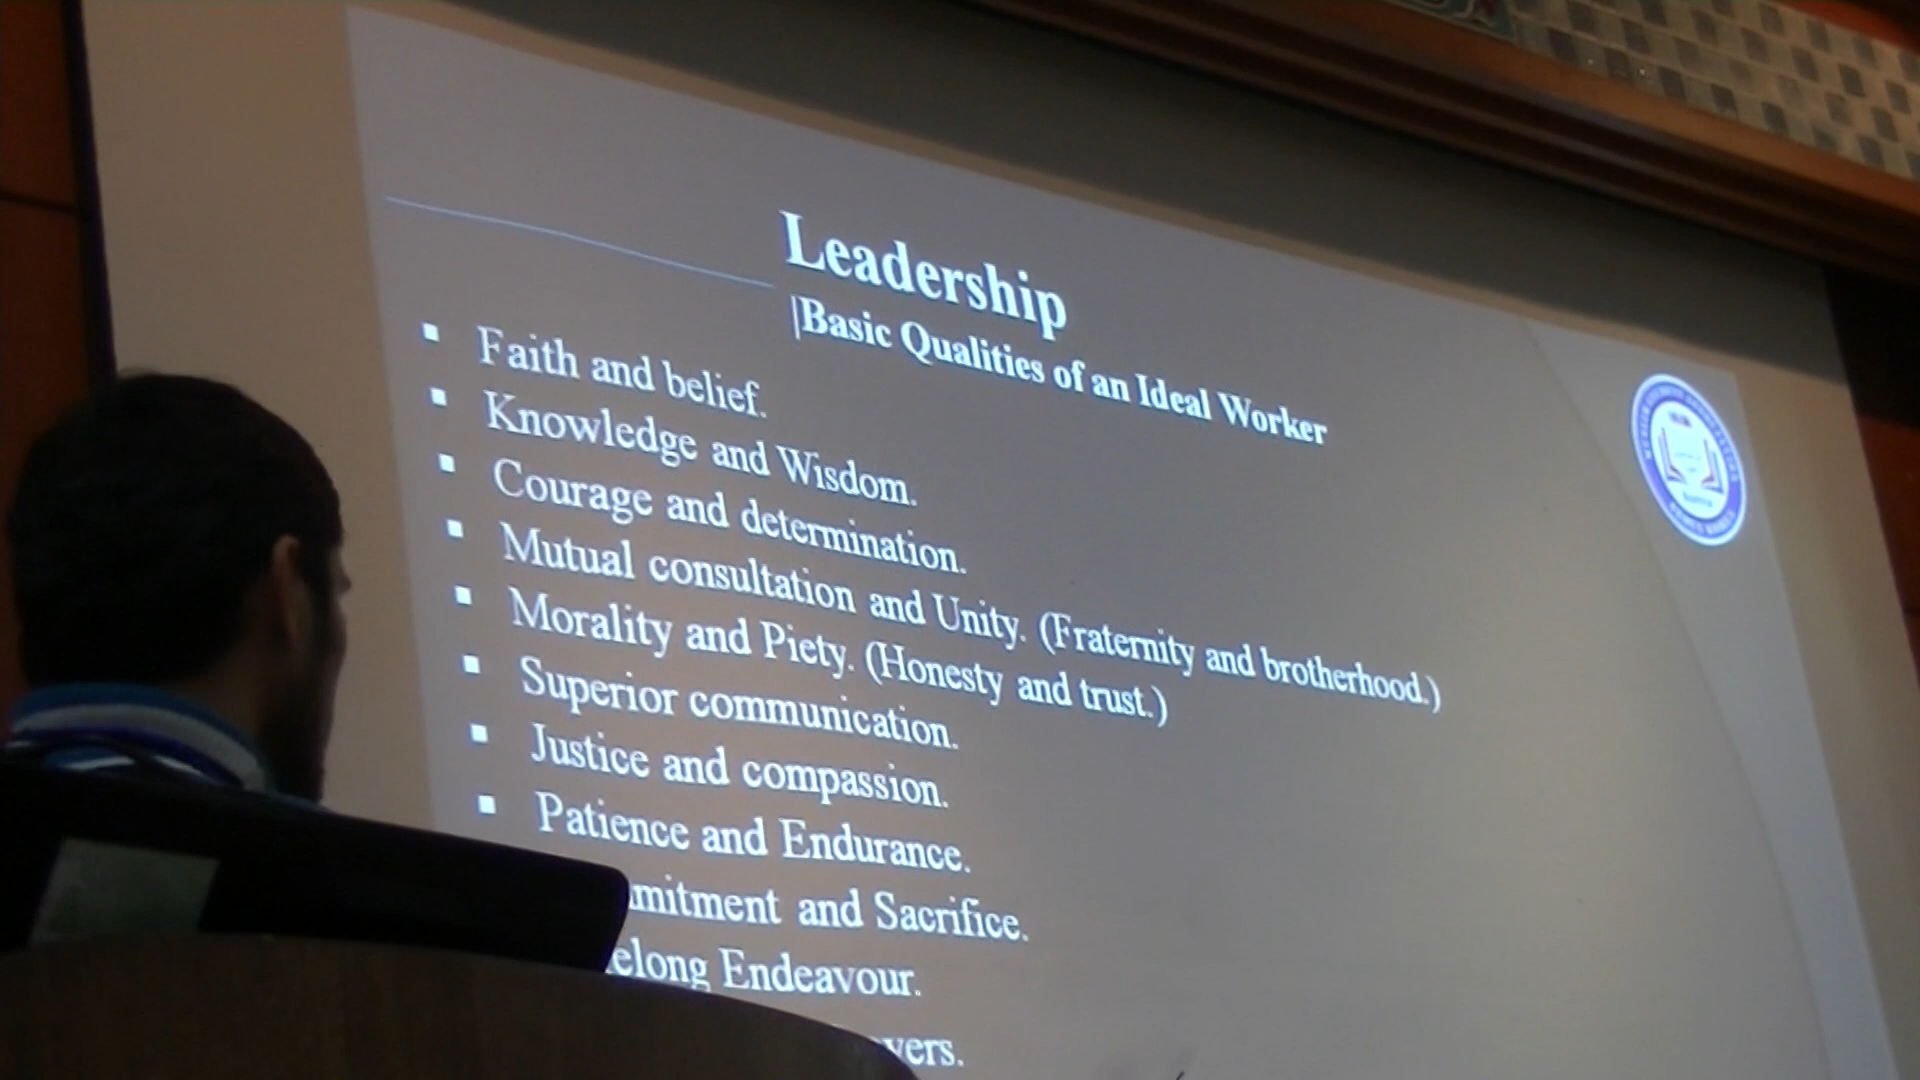 Leadership
|Basic Qualities of an Ideal Worker
▪ Faith and belief.
▪ Knowledge and Wisdom.
▪ Courage and determination.
▪ Mutual consultation and Unity. (Fraternity and brotherhood.)
▪ Morality and Piety. (Honesty and trust.)
▪ Superior communication.
▪ Justice and compassion.
▪ Patience and Endurance.
mitment and Sacrifice.
elong Endeavour.
vers.